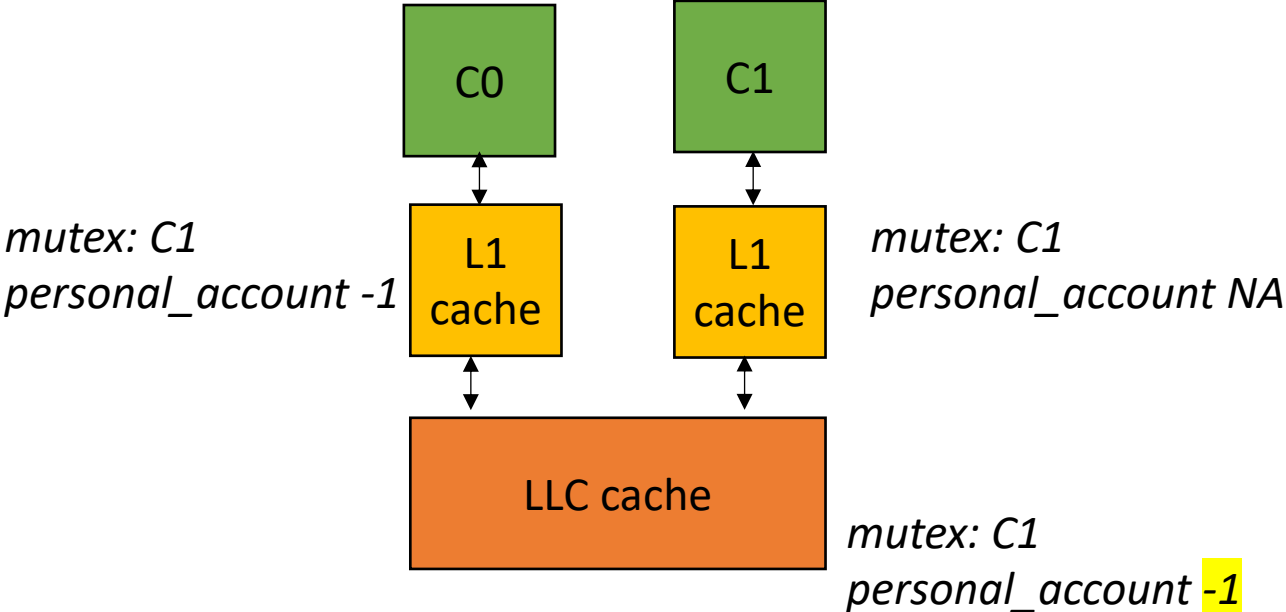 C0
C1
mutex: C1
personal_account -1
L1
cache
L1
cache
mutex: C1
personal_account NA
LLC cache
mutex: C1
personal_account -1